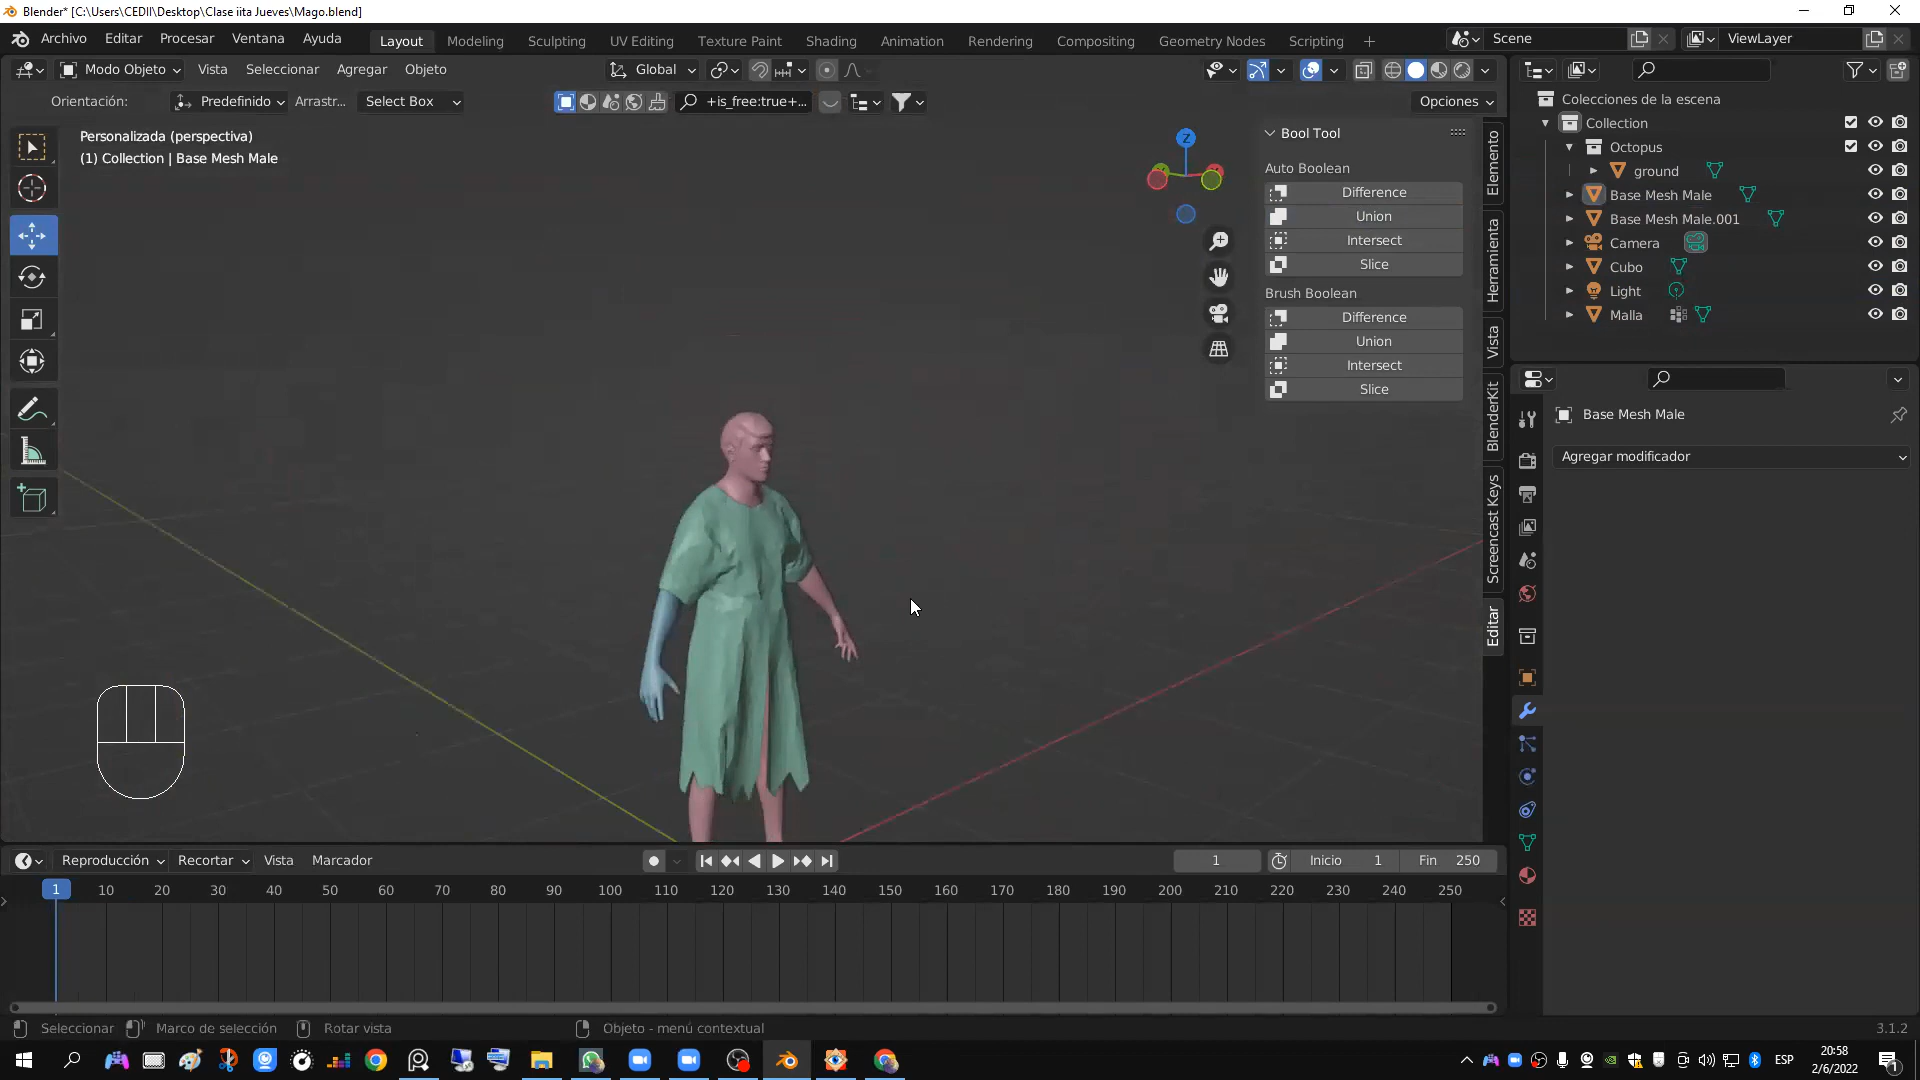 Blender* [C:\Users\CEDII\Desktop\Clase iita Jueves\Mago.blend]
Archivo Editar Procesar Ventana Ayuda Layout Modeling Sculpting UV Editing Texture Paint Shading Animation Rendering Compositing Geometry Nodes Scripting + Scene ViewLayer
Modo Objeto Vista Seleccionar Agregar Objeto Global
Orientación: Predefinido Arrastr... Select Box +is_free:true+... Opciones
Personalizada (perspectiva)
(1) Collection | Base Mesh Male
Z
Bool Tool
Auto Boolean
Difference
Union
Intersect
Slice
Brush Boolean
Difference
Union
Intersect
Slice
Elemento
Herramienta
Vista
BlenderKit
Screencast Keys
Editar
Colecciones de la escena
Collection
Octopus
ground
Base Mesh Male
Base Mesh Male.001
Camera
Cubo
Light
Malla
Base Mesh Male
Agregar modificador
Reproducción Recortar Vista Marcador 1 Inicio 1 Fin 250
1 10 20 30 40 50 60 70 80 90 100 110 120 130 140 150 160 170 180 190 200 210 220 230 240 250
Seleccionar Marco de selección Rotar vista Objeto - menú contextual 3.1.2
ESP
20:58
2/6/2022
1